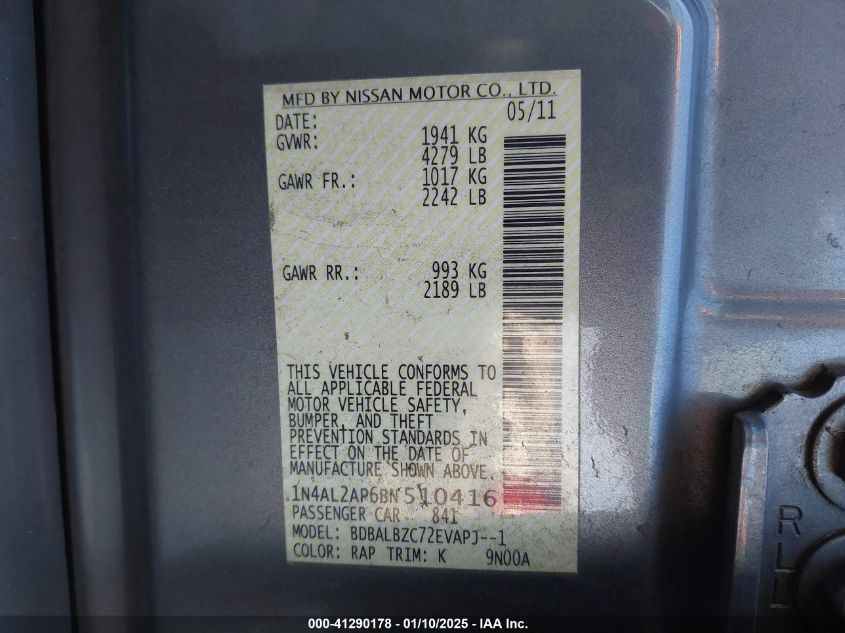 MFD BY NISSAN MOTOR CO., LTD.
DATE: 05/11
GVWR: 1941 KG
4279 LB
GAWR FR.: 1017 KG
2242 LB
GAWR RR.: 993 KG
2189 LB
THIS VEHICLE CONFORMS TO
ALL APPLICABLE FEDERAL
MOTOR VEHICLE SAFETY,
BUMPER, AND THEFT
PREVENTION STANDARDS IN
EFFECT ON THE DATE OF
MANUFACTURE SHOWN ABOVE.
1N4AL2AP6BN510416
PASSENGER CAR 841
MODEL: BDBALBZC72EVAPJ--1
COLOR: RAP TRIM: K 9N00A
RLL
000-41290178 - 01/10/2025 - IAA Inc.